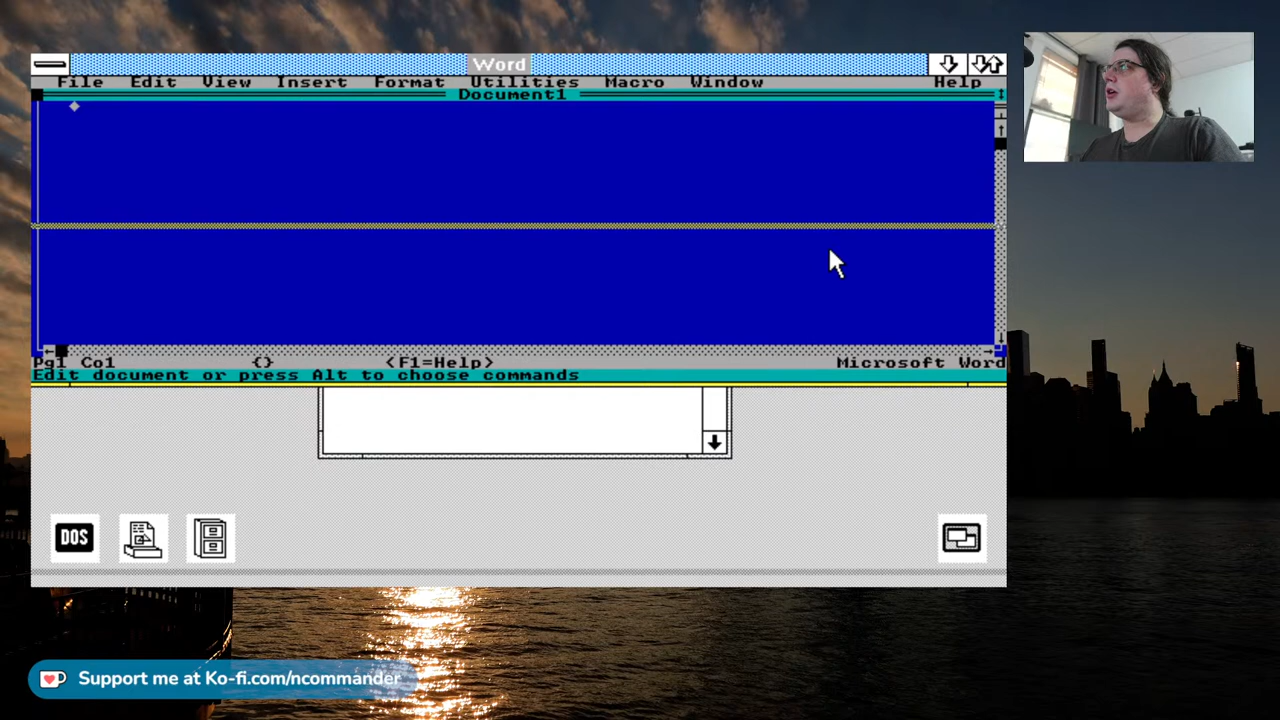 Word
File Edit View Insert Format Utilities Macro Window Help
Document1
Pg1 Co1 {} <F1=Help> Microsoft Word
Edit document or press Alt to choose commands
DOS
Support me at Ko-fi.com/ncommander